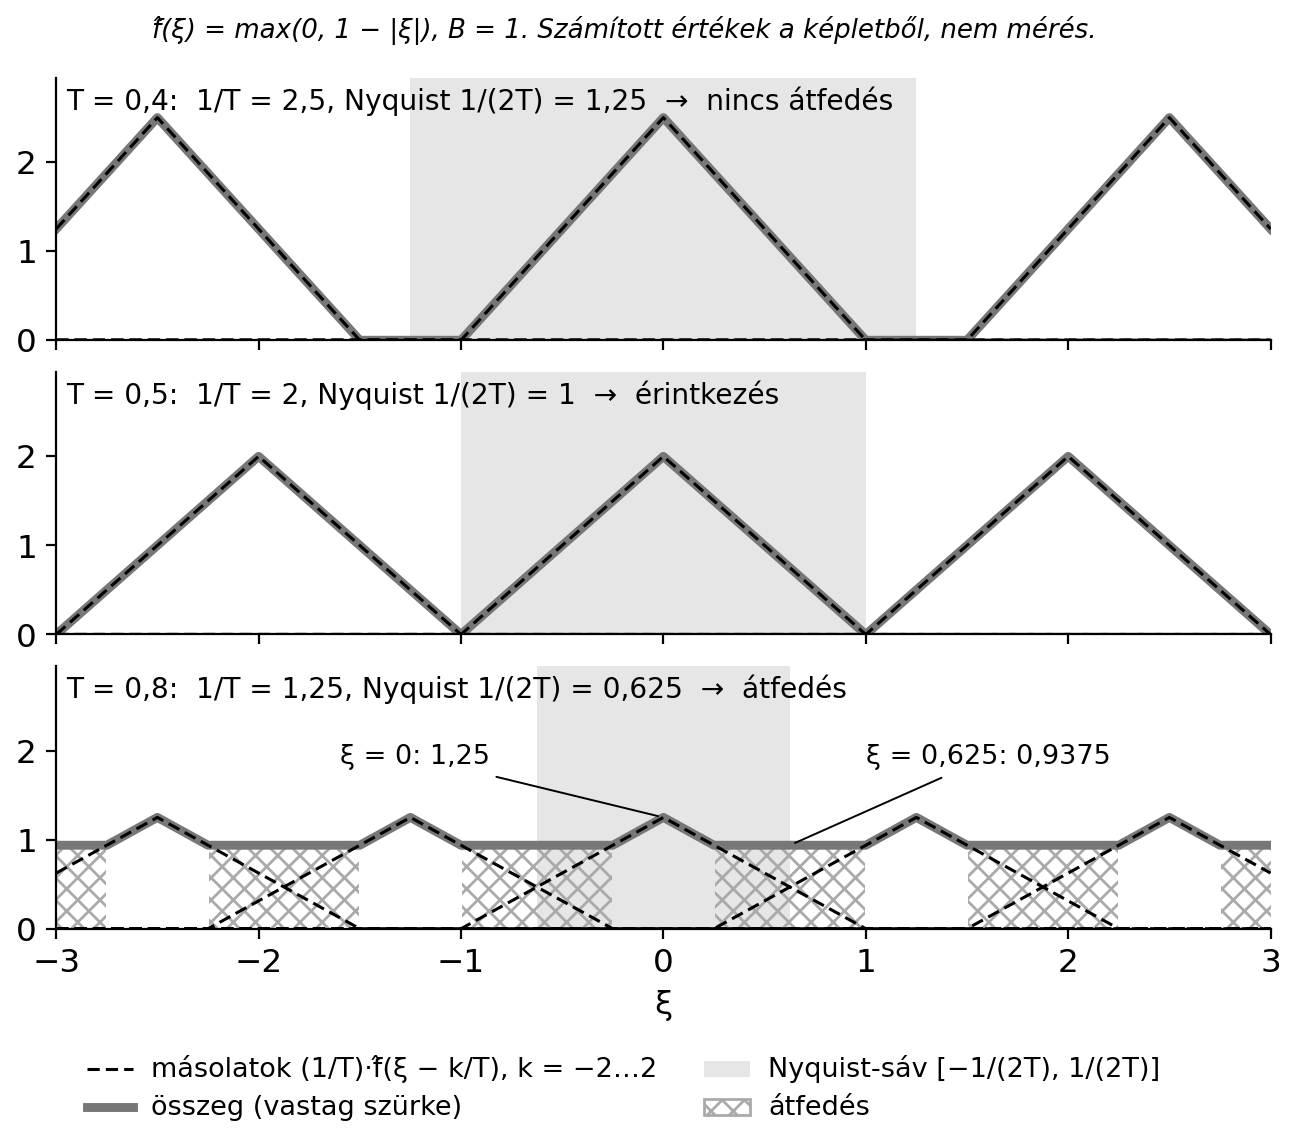 f̂(ξ) = max(0, 1 − |ξ|), B = 1. Számított értékek a képletből, nem mérés.
T = 0,4:  1/T = 2,5, Nyquist 1/(2T) = 1,25  →  nincs átfedés
2
1
0
T = 0,5:  1/T = 2, Nyquist 1/(2T) = 1  →  érintkezés
2
1
0
T = 0,8:  1/T = 1,25, Nyquist 1/(2T) = 0,625  →  átfedés
ξ = 0: 1,25
ξ = 0,625: 0,9375
2
1
0
−3 −2 −1 0 1 2 3
ξ
másolatok (1/T)·f̂(ξ − k/T), k = −2…2
összeg (vastag szürke)
Nyquist-sáv [−1/(2T), 1/(2T)]
átfedés